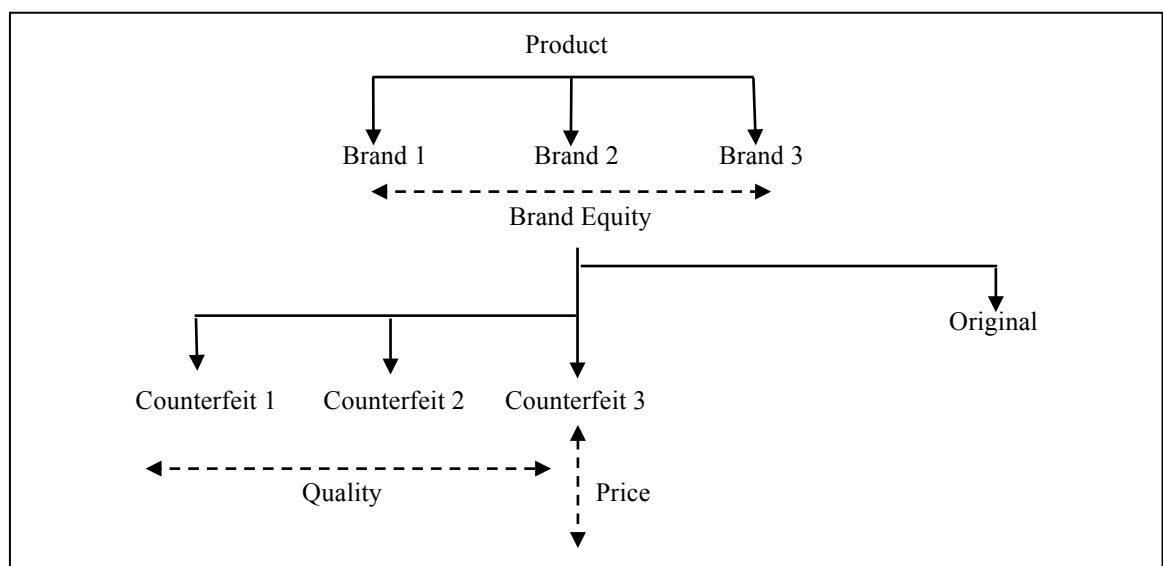 Product
Brand 1 Brand 2 Brand 3
Brand Equity
Original
Counterfeit 1 Counterfeit 2 Counterfeit 3
Quality Price